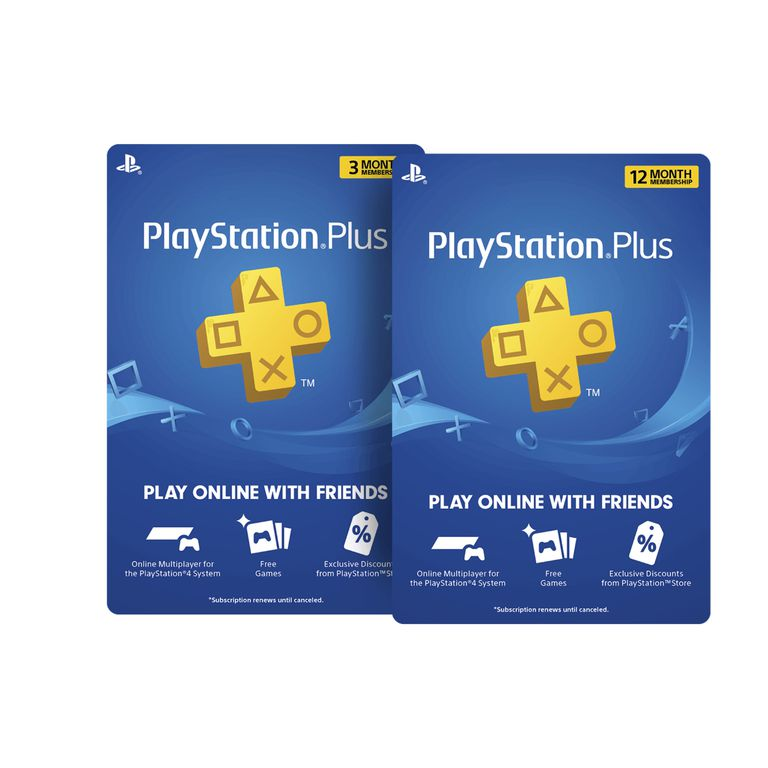 3 MONT
MEMBERS
PlayStation®Plus
TM
PLAY ONLINE WITH FRIENDS
%
Online Multiplayer for
the PlayStation®4 System
Free
Games
Exclusive Discoun
from PlayStation™S
*Subscription renews until canceled.
12 MONTH
MEMBERSHIP
PlayStation®Plus
TM
PLAY ONLINE WITH FRIENDS
%
Online Multiplayer for
the PlayStation®4 System
Free
Games
Exclusive Discounts
from PlayStation™Store
*Subscription renews until canceled.